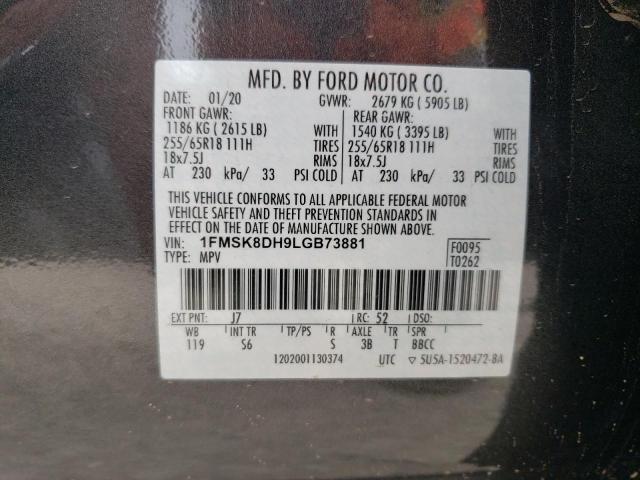 MFD. BY FORD MOTOR CO.
DATE: 01/20 GVWR: 2679 KG ( 5905 LB)
FRONT GAWR: REAR GAWR:
1186 KG ( 2615 LB) WITH 1540 KG ( 3395 LB) WITH
255/65R18 111H TIRES 255/65R18 111H TIRES
18x7.5J RIMS 18x7.5J RIMS
AT 230 kPa/ 33 PSI COLD AT 230 kPa/ 33 PSI COLD
THIS VEHICLE CONFORMS TO ALL APPLICABLE FEDERAL MOTOR
VEHICLE SAFETY AND THEFT PREVENTION STANDARDS IN
EFFECT ON THE DATE OF MANUFACTURE SHOWN ABOVE.
VIN: 1FMSK8DH9LGB73881 F0095
TYPE: MPV T0262
EXT PNT: J7 RC: 52 DSO:
WB INT TR TP/PS R AXLE TR SPR
119 S6 S 3B T BBCC
1202001130374 UTC ▽ 5U5A-1520472-BA